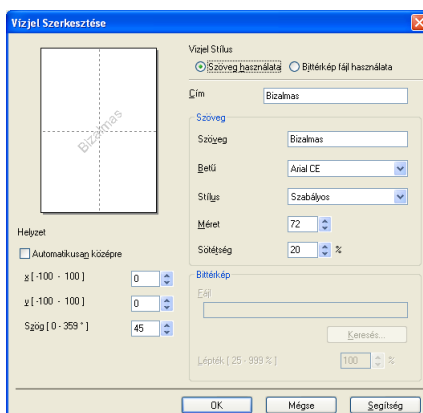 Vízjel Szerkesztése
Bizalmas
Helyzet
Automatikusan középre
x [ -100 - 100 ] 0
y [ -100 - 100 ] 0
Szög [ 0 - 359 ° ] 45
Vízjel Stílus
Szöveg használata Bittérkép fájl használata
Cím Bizalmas
Szöveg
Szöveg Bizalmas
Betű Arial CE
Stílus Szabályos
Méret 72
Sötétség 20 %
Bittérkép
Fájl
Keresés...
Lépték [ 25 - 999 % ] 100 %
OK Mégse Segítség